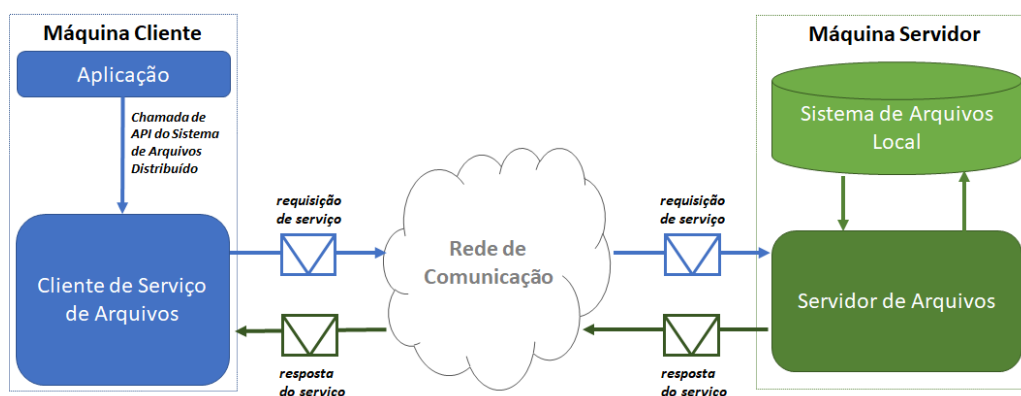 Máquina Cliente
Aplicação
Chamada de
API do Sistema
de Arquivos
Distribuído
Cliente de Serviço
de Arquivos
requisição
de serviço
resposta
do serviço
Rede de
Comunicação
requisição
de serviço
resposta
do serviço
Máquina Servidor
Sistema de Arquivos
Local
Servidor de Arquivos